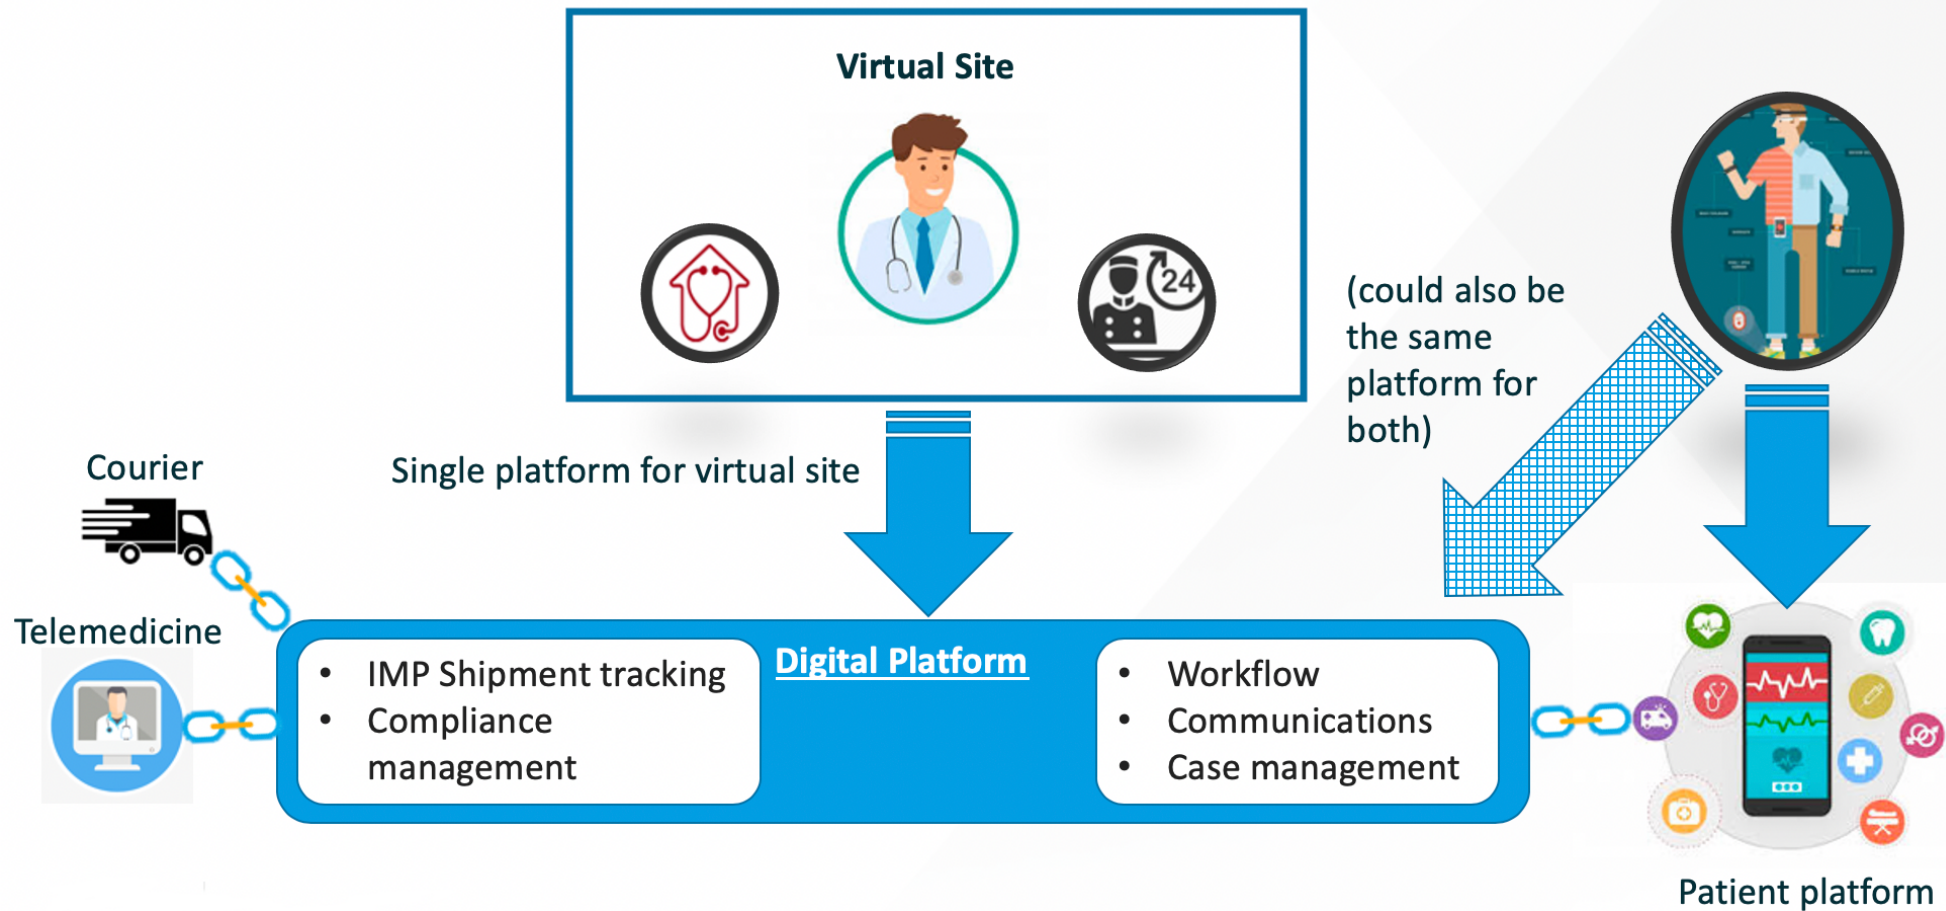 Virtual Site
24
(could also be
the same
platform for
both)
Single platform for virtual site
Courier
Telemedicine
• IMP Shipment tracking
• Compliance
management
Digital Platform
• Workflow
• Communications
• Case management
Patient platform